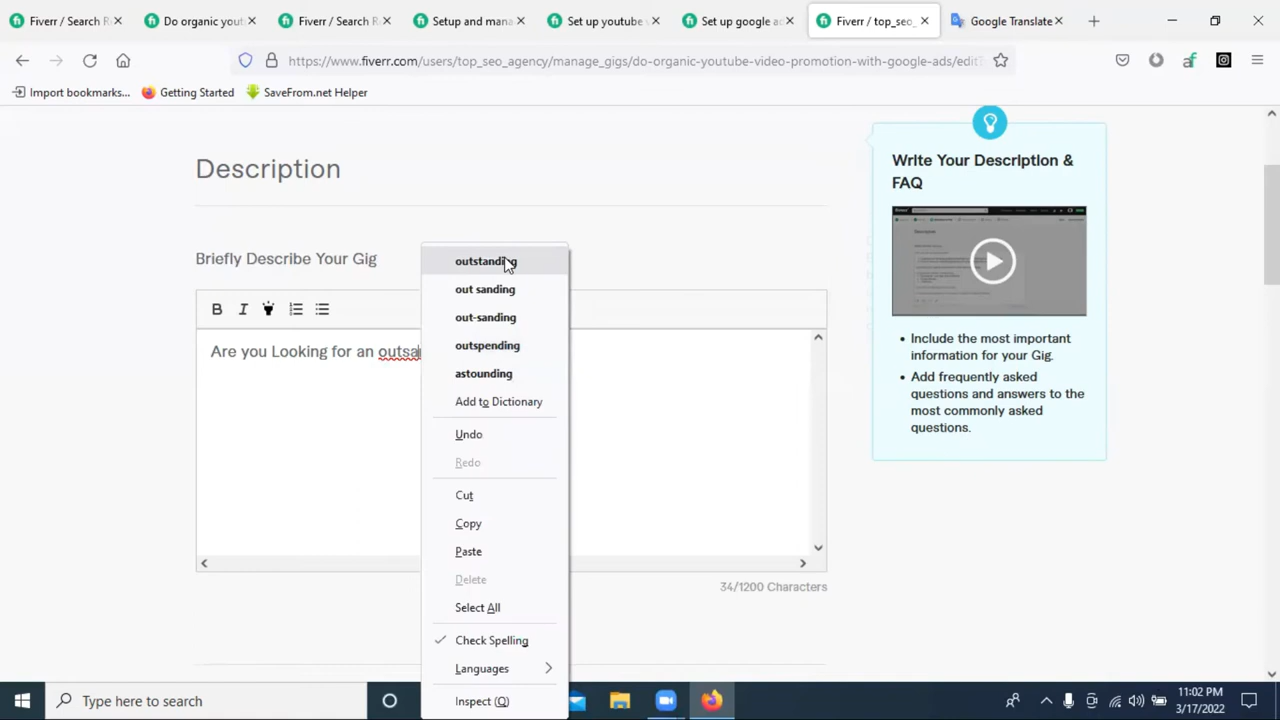 Fiverr / Search Re
Do organic yout
Fiverr / Search Re
Setup and mana
Set up youtube v
Set up google ad
Fiverr / top_seo_
Google Translate
https://www.fiverr.com/users/top_seo_agency/manage_gigs/do-organic-youtube-video-promotion-with-google-ads/edit
Import bookmarks...
Getting Started
SaveFrom.net Helper
Description
Briefly Describe Your Gig
B I
Are you Looking for an outsa
34/1200 Characters
outstanding
out sanding
out-sanding
outspending
astounding
Add to Dictionary
Undo
Redo
Cut
Copy
Paste
Delete
Select All
Check Spelling
Languages
Inspect (Q)
Write Your Description &
FAQ
Include the most important
information for your Gig.
Add frequently asked
questions and answers to the
most commonly asked
questions.
Type here to search
11:02 PM
3/17/2022